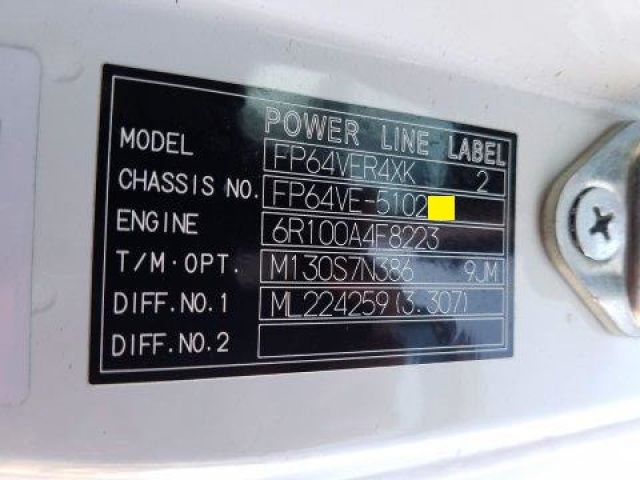 POWER LINE LABEL
MODEL FP64VER4XK 2
CHASSIS NO. FP64VE-5102
ENGINE 6R100A4F8223
T/M·OPT. M130S7N386 9JM
DIFF.NO.1 ML224259(3.307)
DIFF.NO.2